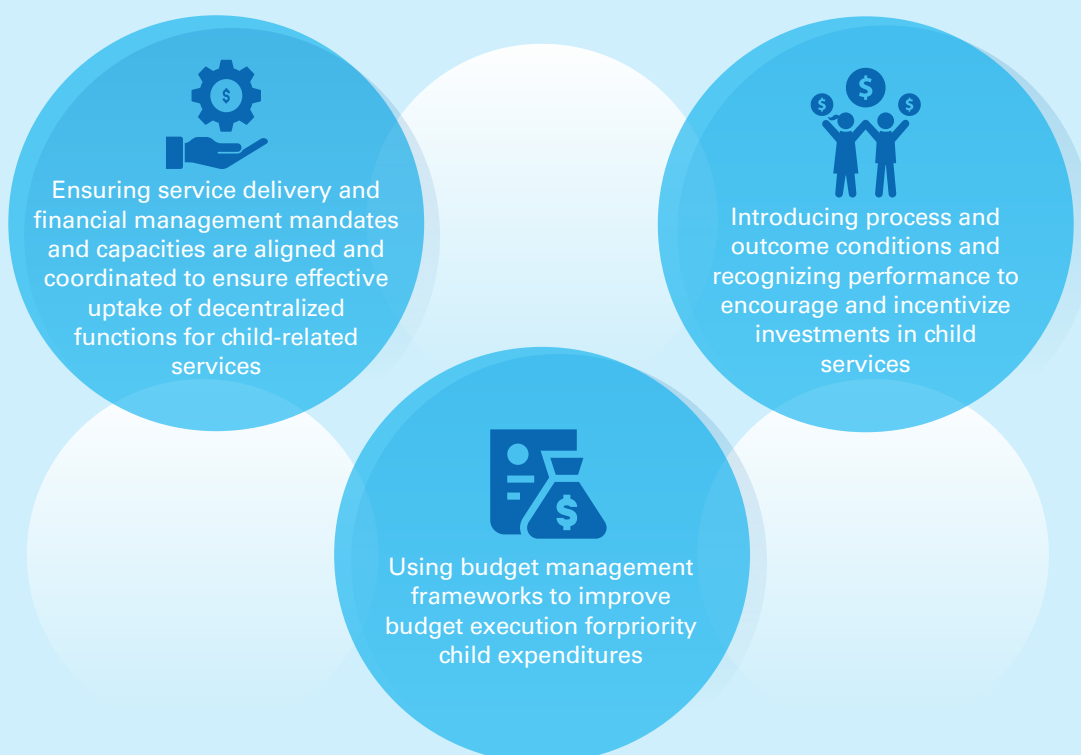 $
Ensuring service delivery and
financial management mandates
and capacities are aligned and
coordinated to ensure effective
uptake of decentralized
functions for child-related
services
$
$
$
Introducing process and
outcome conditions and
recognizing performance to
encourage and incentivize
investments in child
services
$
Using budget management
frameworks to improve
budget execution forpriority
child expenditures